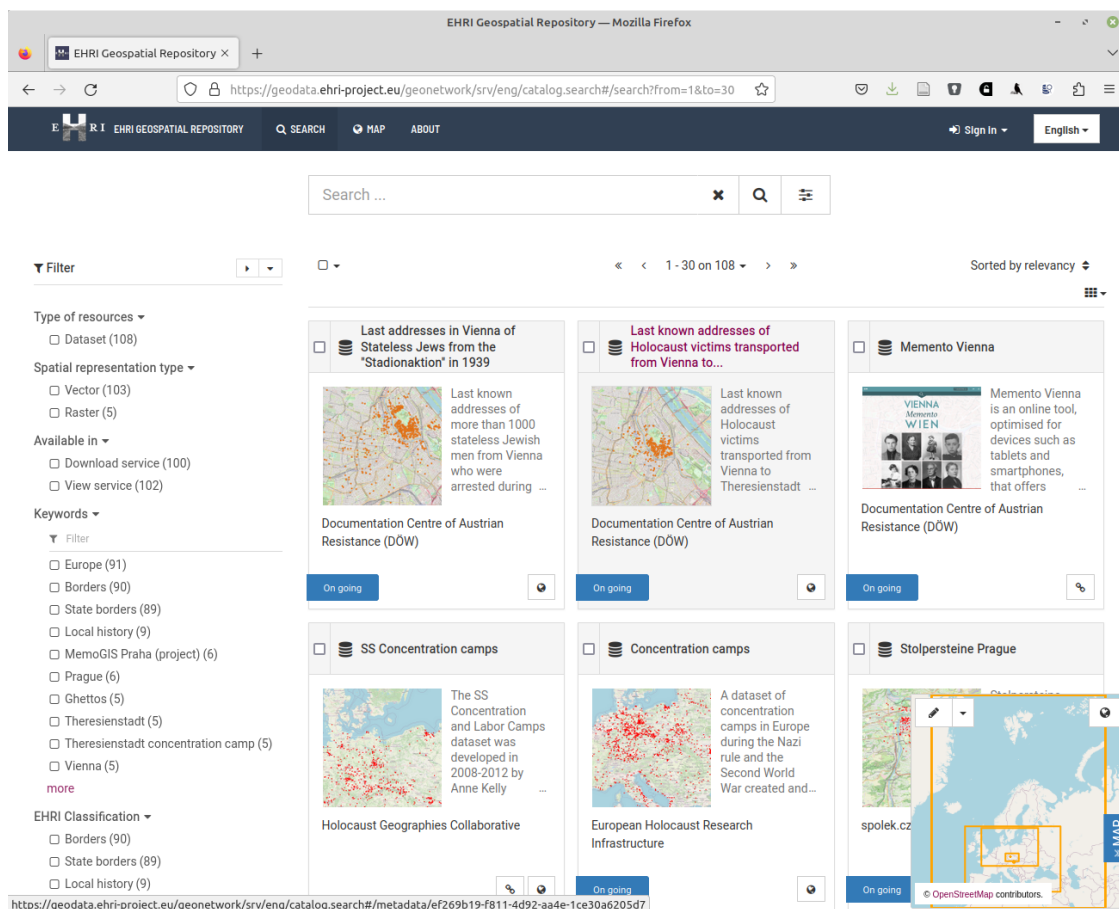 EHRI Geospatial Repository — Mozilla Firefox
EHRI Geospatial Repository
https://geodata.ehri-project.eu/geonetwork/srv/eng/catalog.search#/search?from=1&to=30
EHRI EHRI GEOSPATIAL REPOSITORY SEARCH MAP ABOUT Sign in English
Search ...
Filter
1 - 30 on 108
Sorted by relevancy
Type of resources
Dataset (108)
Spatial representation type
Vector (103)
Raster (5)
Available in
Download service (100)
View service (102)
Keywords
Filter
Europe (91)
Borders (90)
State borders (89)
Local history (9)
MemoGIS Praha (project) (6)
Prague (6)
Ghettos (5)
Theresienstadt (5)
Theresienstadt concentration camp (5)
Vienna (5)
more
EHRI Classification
Borders (90)
State borders (89)
Local history (9)
Last addresses in Vienna of
Stateless Jews from the
"Stadionaktion" in 1939
Last known
addresses of
more than 1000
stateless Jewish
men from Vienna
who were
arrested during ...
Documentation Centre of Austrian
Resistance (DÖW)
On going
Last known addresses of
Holocaust victims transported
from Vienna to...
Last known
addresses of
Holocaust
victims
transported from
Vienna to
Theresienstadt ...
Documentation Centre of Austrian
Resistance (DÖW)
On going
Memento Vienna
VIENNA
Memento
WIEN
Memento Vienna
is an online tool,
optimised for
devices such as
tablets and
smartphones,
that offers ...
Documentation Centre of Austrian
Resistance (DÖW)
On going
SS Concentration camps
The SS
Concentration
and Labor Camps
dataset was
developed in
2008-2012 by
Anne Kelly ...
Holocaust Geographies Collaborative
Concentration camps
A dataset of
concentration
camps in Europe
during the Nazi
rule and the
Second World
War created and...
European Holocaust Research
Infrastructure
On going
Stolpersteine Prague
Stolpersteine
spolek.cz
On going
MAP
© OpenStreetMap contributors.
https://geodata.ehri-project.eu/geonetwork/srv/eng/catalog.search#/metadata/ef269b19-f811-4d92-aa4e-1ce30a6205d7